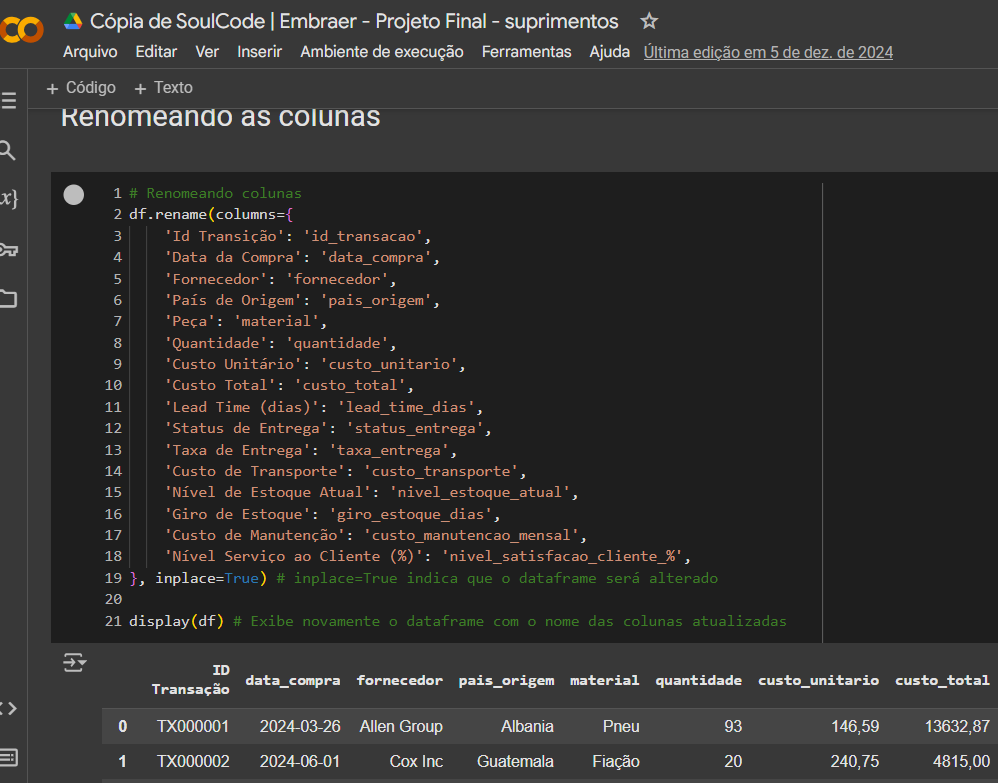 Cópia de SoulCode | Embraer - Projeto Final - suprimentos
Arquivo Editar Ver Inserir Ambiente de execução Ferramentas Ajuda Última edição em 5 de dez. de 2024
+ Código + Texto
Renomeando as colunas
1 # Renomeando colunas
2 df.rename(columns={
3 'Id Transição': 'id_transacao',
4 'Data da Compra': 'data_compra',
5 'Fornecedor': 'fornecedor',
6 'País de Origem': 'pais_origem',
7 'Peça': 'material',
8 'Quantidade': 'quantidade',
9 'Custo Unitário': 'custo_unitario',
10 'Custo Total': 'custo_total',
11 'Lead Time (dias)': 'lead_time_dias',
12 'Status de Entrega': 'status_entrega',
13 'Taxa de Entrega': 'taxa_entrega',
14 'Custo de Transporte': 'custo_transporte',
15 'Nível de Estoque Atual': 'nivel_estoque_atual',
16 'Giro de Estoque': 'giro_estoque_dias',
17 'Custo de Manutenção': 'custo_manutencao_mensal',
18 'Nível Serviço ao Cliente (%)': 'nivel_satisfacao_cliente_%',
19 }, inplace=True) # inplace=True indica que o dataframe será alterado
20
21 display(df) # Exibe novamente o dataframe com o nome das colunas atualizadas
ID Transação data_compra fornecedor pais_origem material quantidade custo_unitario custo_total
0 TX000001 2024-03-26 Allen Group Albania Pneu 93 146,59 13632,87
1 TX000002 2024-06-01 Cox Inc Guatemala Fiação 20 240,75 4815,00